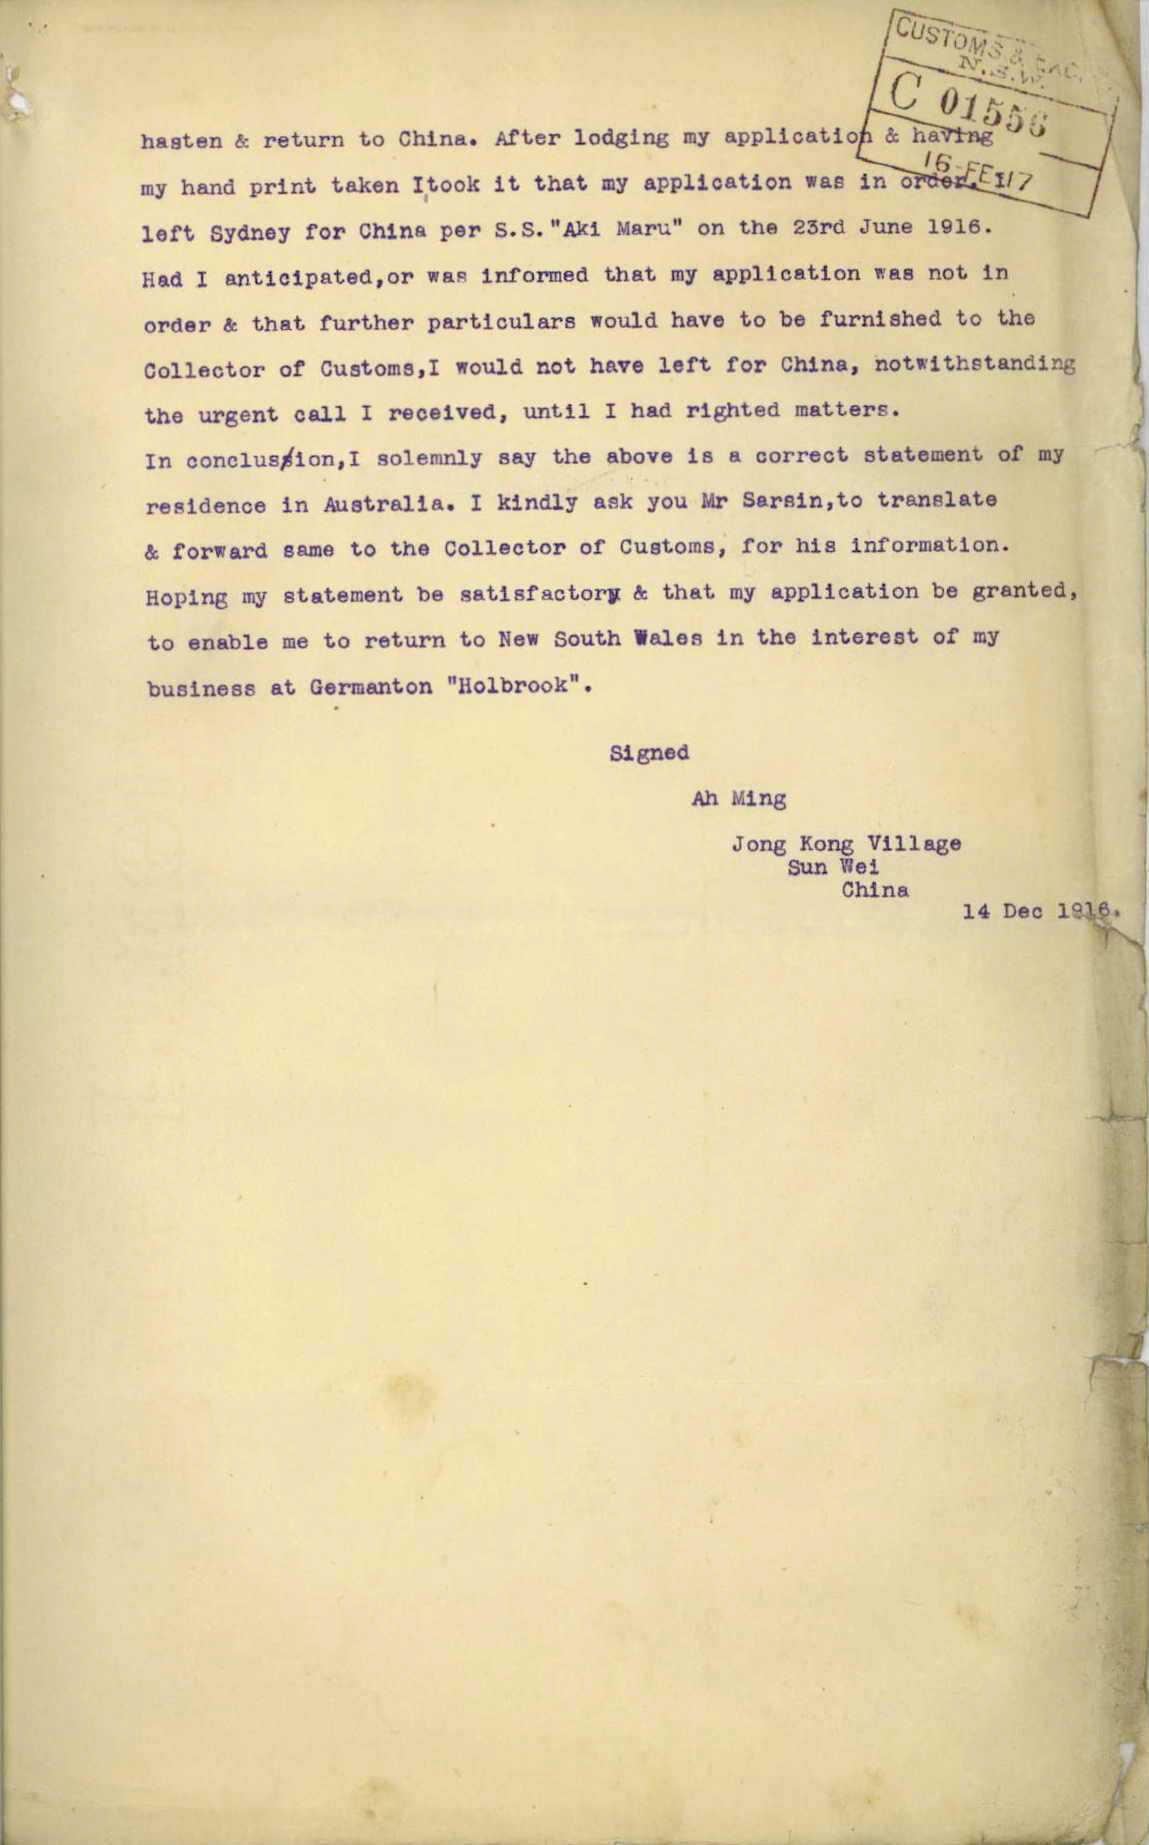 CUSTOMS & EXC.
N.S.W.
C 01556
16 FE 17
hasten & return to China. After lodging my application & having
my hand print taken I took it that my application was in order. I
left Sydney for China per S.S."Aki Maru" on the 23rd June 1916.
Had I anticipated,or was informed that my application was not in
order & that further particulars would have to be furnished to the
Collector of Customs,I would not have left for China, notwithstanding
the urgent call I received, until I had righted matters.
In conclusion,I solemnly say the above is a correct statement of my
residence in Australia. I kindly ask you Mr Sarsin,to translate
& forward same to the Collector of Customs, for his information.
Hoping my statement be satisfactory & that my application be granted,
to enable me to return to New South Wales in the interest of my
business at Germanton "Holbrook".
Signed
Ah Ming
Jong Kong Village
Sun Wei
China
14 Dec 1916.